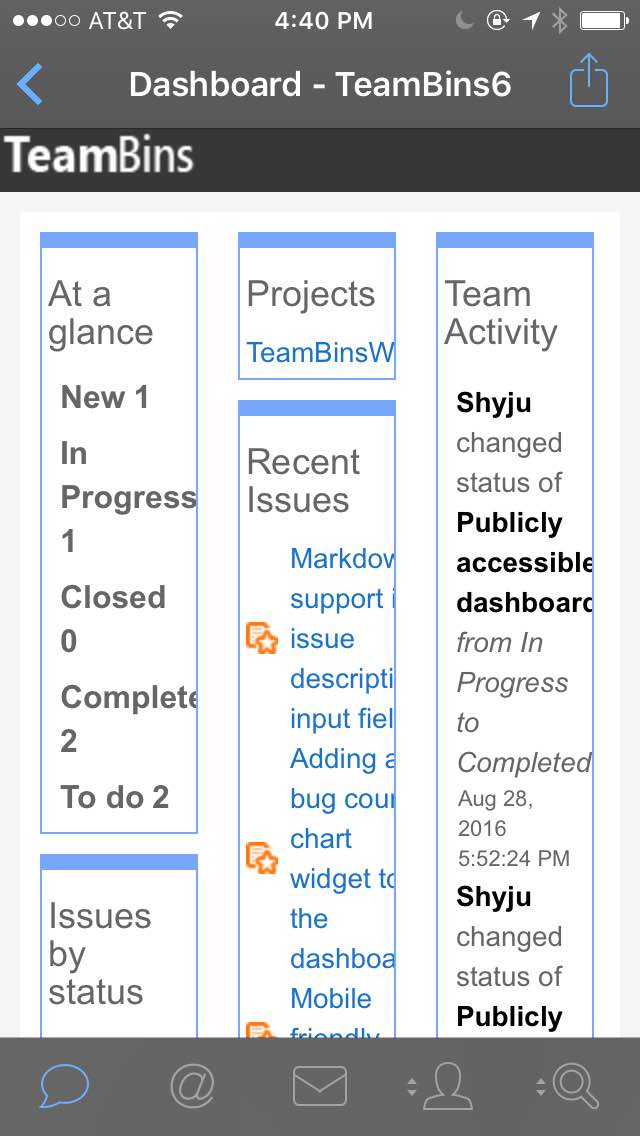 AT&T 4:40 PM
Dashboard - TeamBins6
TeamBins
At a
glance
New 1
In
Progress
1
Closed
0
Complete
2
To do 2
Issues
by
status
Projects
TeamBinsW
Recent
Issues
Markdow
support i
issue
descripti
input fiel
Adding a
bug cour
chart
widget to
the
dashboa
Mobile
friendly
Team
Activity
Shyju
changed
status of
Publicly
accessible
dashboard
from In
Progress
to
Completed
Aug 28,
2016
5:52:24 PM
Shyju
changed
status of
Publicly